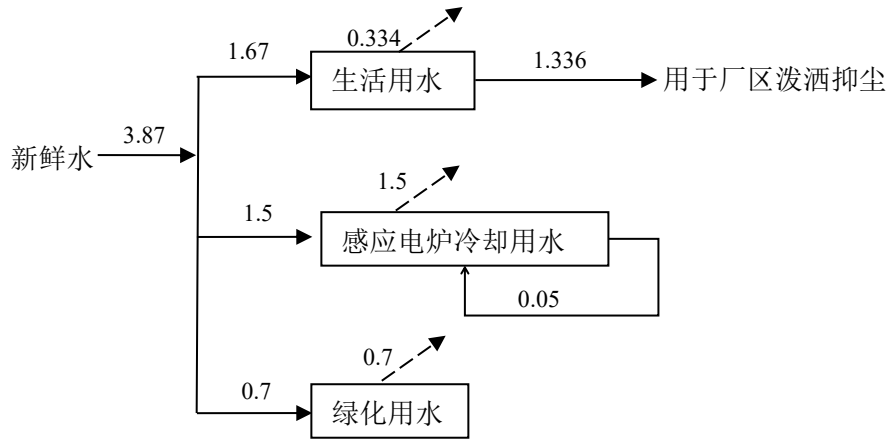 0.334
1.67
生活用水
1.336
用于厂区泼洒抑尘
3.87
新鲜水
1.5
1.5
感应电炉冷却用水
0.05
0.7
0.7
绿化用水